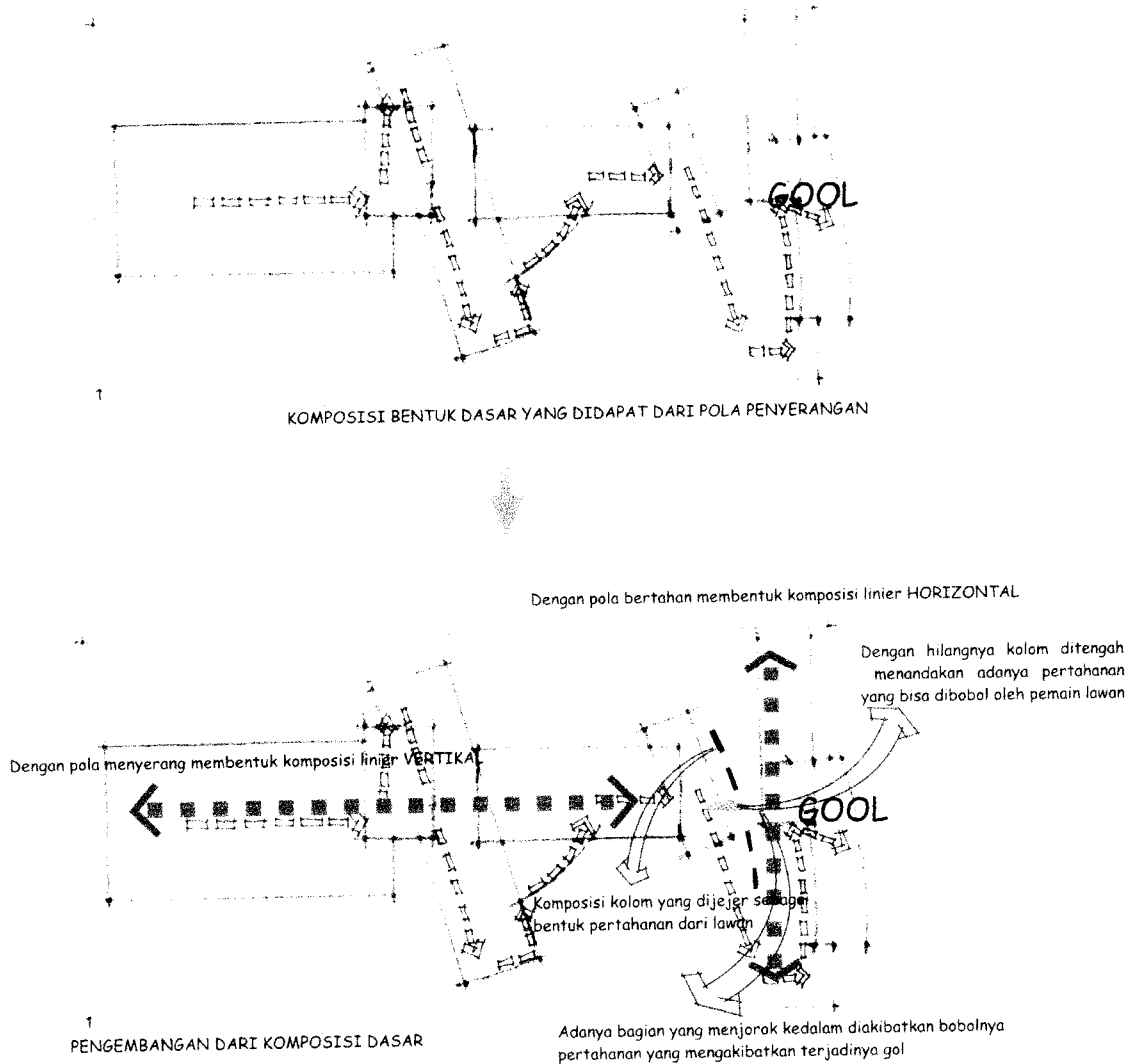 GOOL
KOMPOSISI BENTUK DASAR YANG DIDAPAT DARI POLA PENYERANGAN
Dengan pola bertahan membentuk komposisi linier HORIZONTAL
Dengan hilangnya kolom ditengah
menandakan adanya pertahanan
yang bisa dibobol oleh pemain lawan
Dengan pola menyerang membentuk komposisi linier VERTIKAL
GOOL
Komposisi kolom yang dijejer sebagai
bentuk pertahanan dari lawan
PENGEMBANGAN DARI KOMPOSISI DASAR
Adanya bagian yang menjorok kedalam diakibatkan bobolnya
pertahanan yang mengakibatkan terjadinya gol